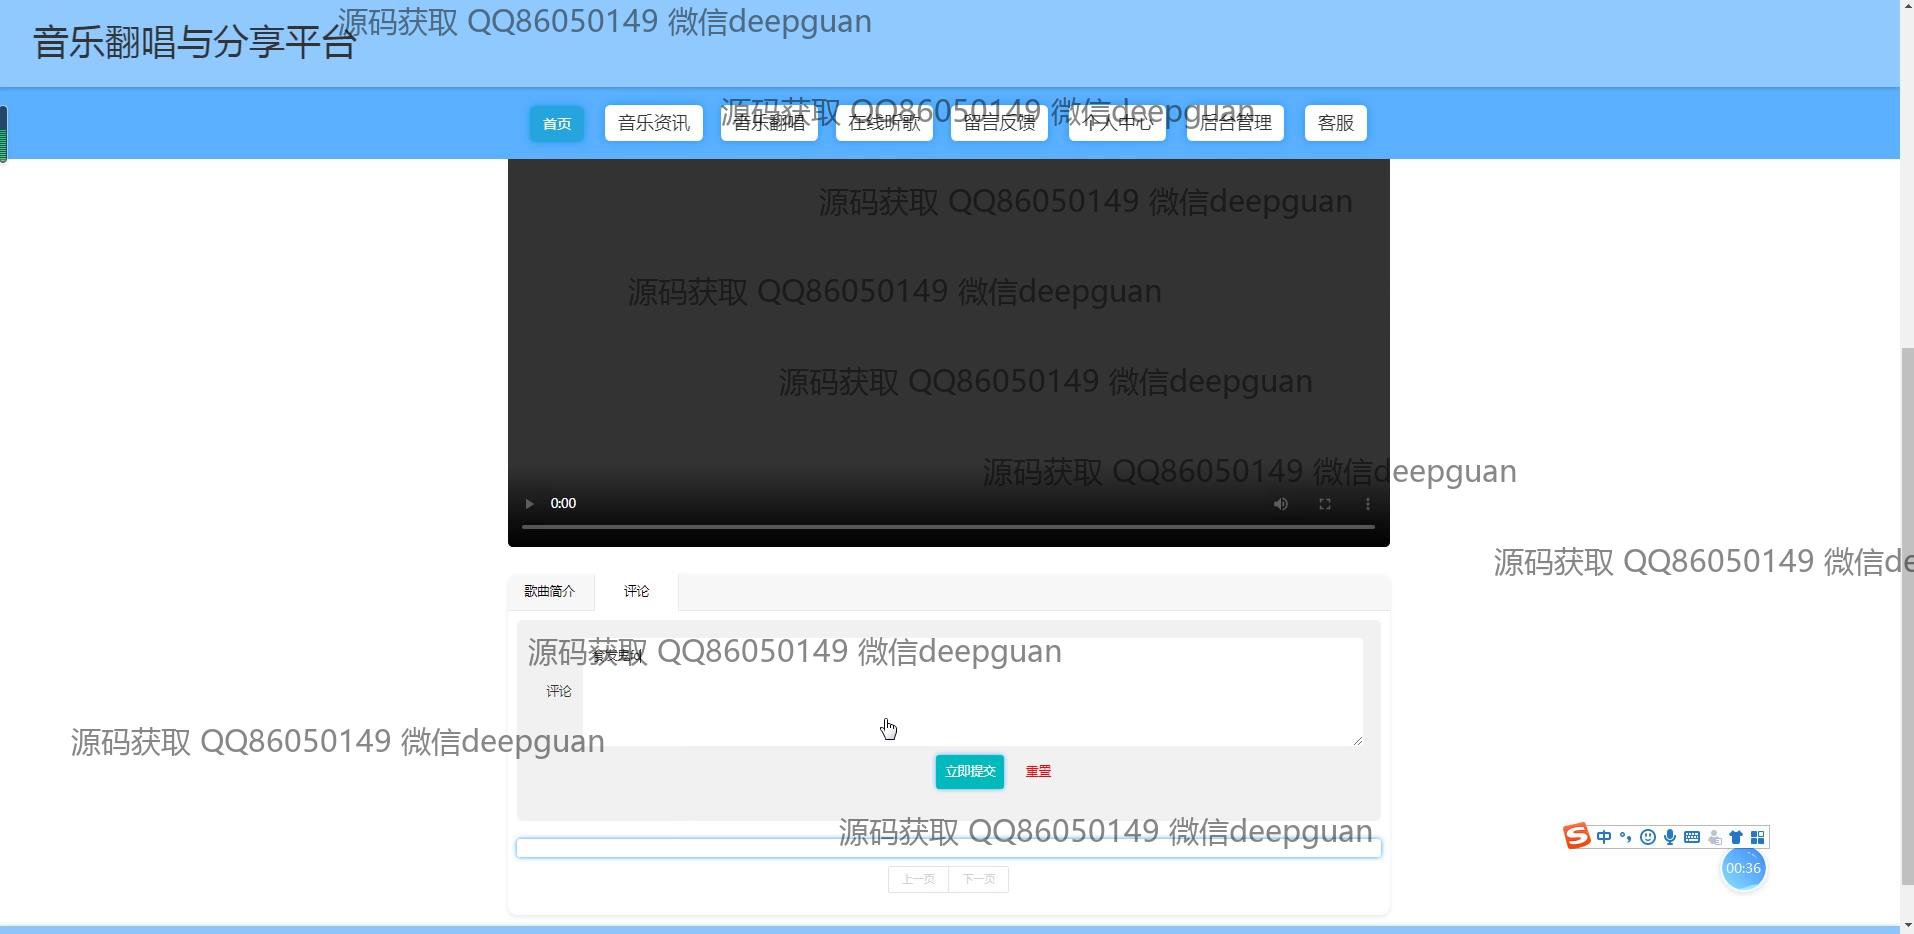 源码获取 QQ86050149 微信deepguan
音乐翻唱与分享平台
源码获取 QQ86050149 微信deepguan
首页
音乐资讯
音乐翻唱
在线听歌
留言反馈
个人中心
后台管理
客服
源码获取 QQ86050149 微信deepguan
源码获取 QQ86050149 微信deepguan
源码获取 QQ86050149 微信deepguan
源码获取 QQ86050149 微信deepguan
0:00
源码获取 QQ86050149 微信de
歌曲简介
评论
源码获取 QQ86050149 微信deepguan
评论
源码获取 QQ86050149 微信deepguan
立即提交
重置
源码获取 QQ86050149 微信deepguan
中
00:36
上一页
下一页